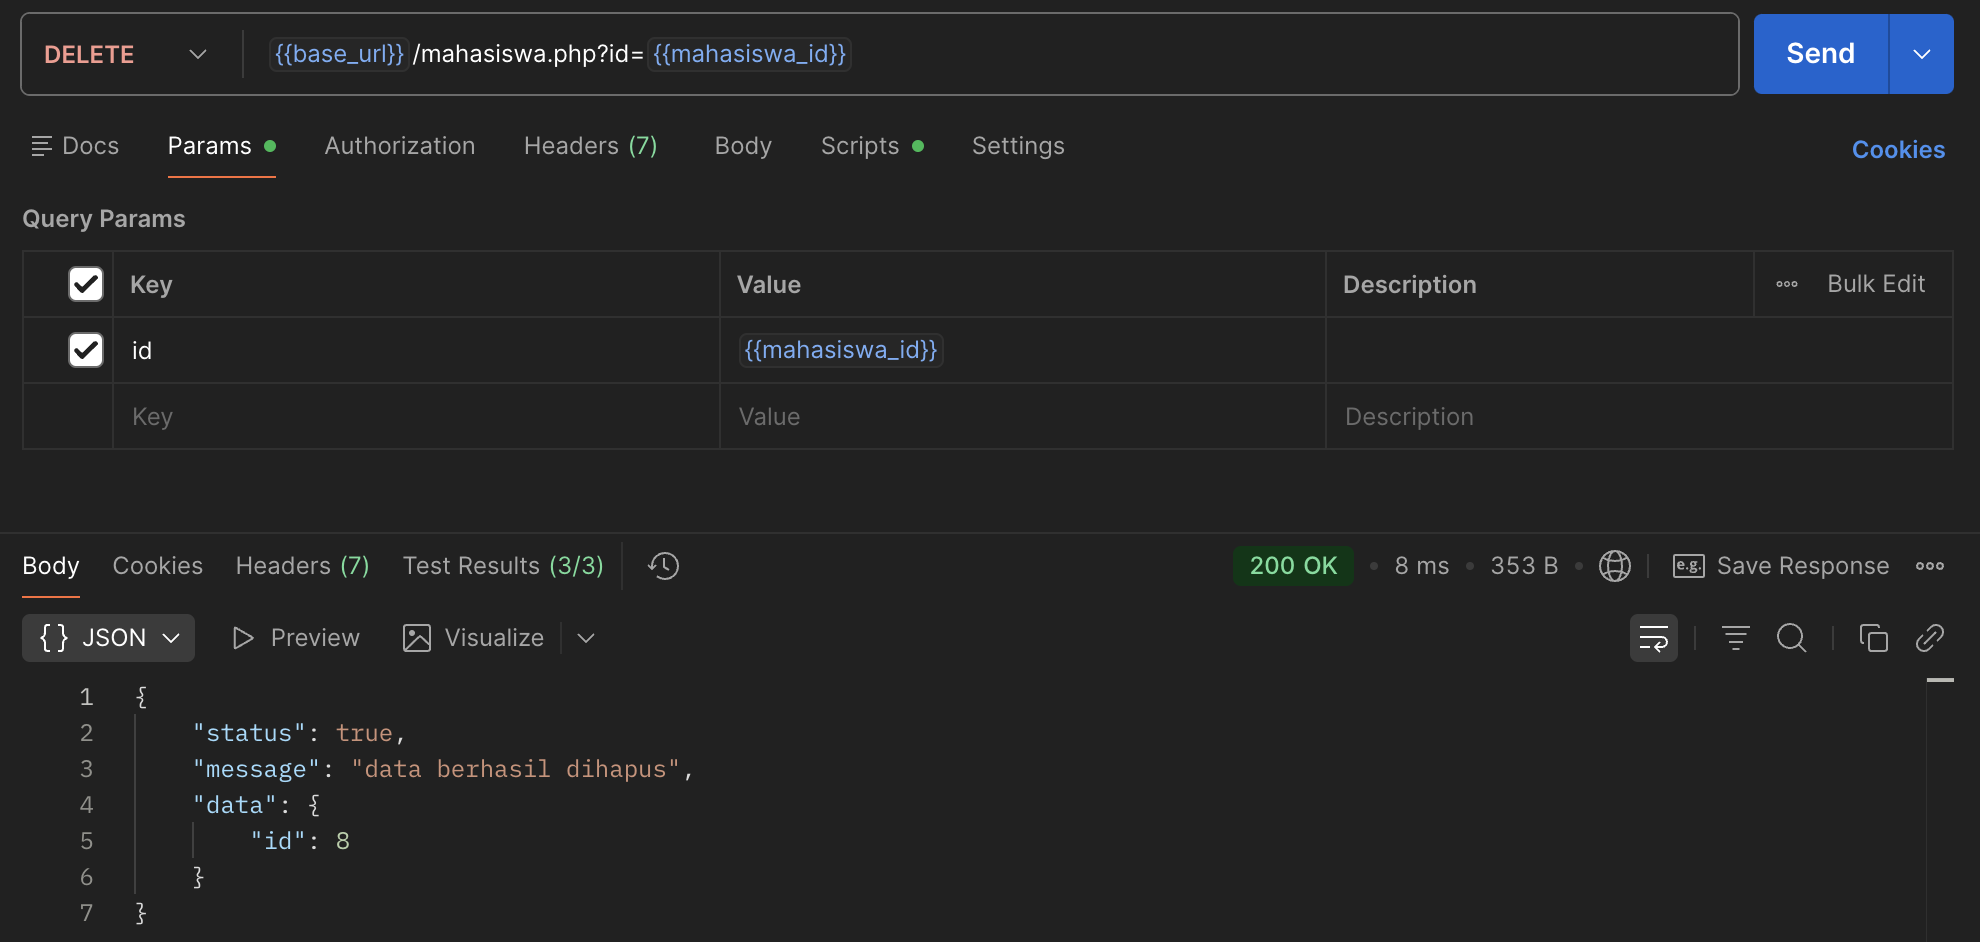 DELETE {{base_url}}/mahasiswa.php?id={{mahasiswa_id}} Send
Docs Params Authorization Headers (7) Body Scripts Settings Cookies
Query Params
Key Value Description Bulk Edit
id {{mahasiswa_id}}
Key Value Description
Body Cookies Headers (7) Test Results (3/3) 200 OK • 8 ms • 353 B • e.g. Save Response
{} JSON Preview Visualize
1 {
2 "status": true,
3 "message": "data berhasil dihapus",
4 "data": {
5 "id": 8
6 }
7 }